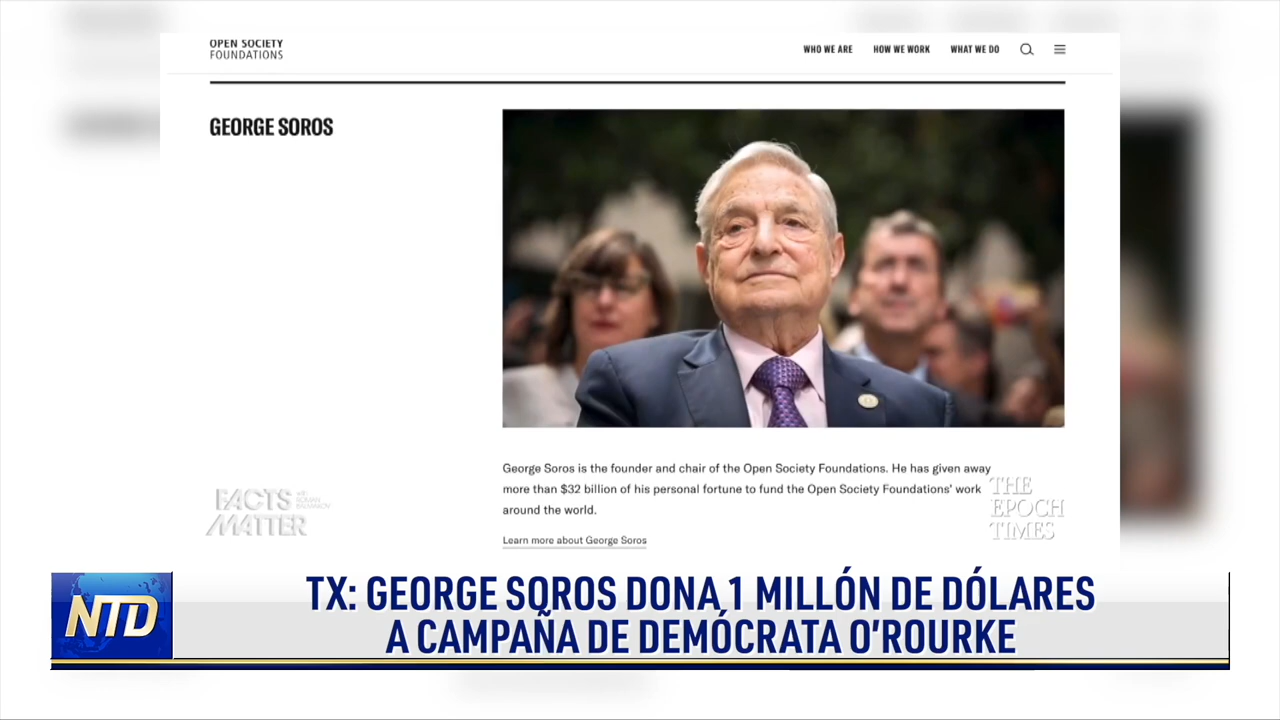 OPEN SOCIETY
FOUNDATIONS
WHO WE ARE
HOW WE WORK
WHAT WE DO
GEORGE SOROS
George Soros is the founder and chair of the Open Society Foundations. He has given away
more than $32 billion of his personal fortune to fund the Open Society Foundations' work
around the world.
Learn more about George Soros
FACTS
MATTER
with
ROMAN
BALMAKOV
THE
EPOCH
TIMES
NTD
TX: GEORGE SOROS DONA 1 MILLÓN DE DÓLARES
A CAMPAÑA DE DEMÓCRATA O'ROURKE